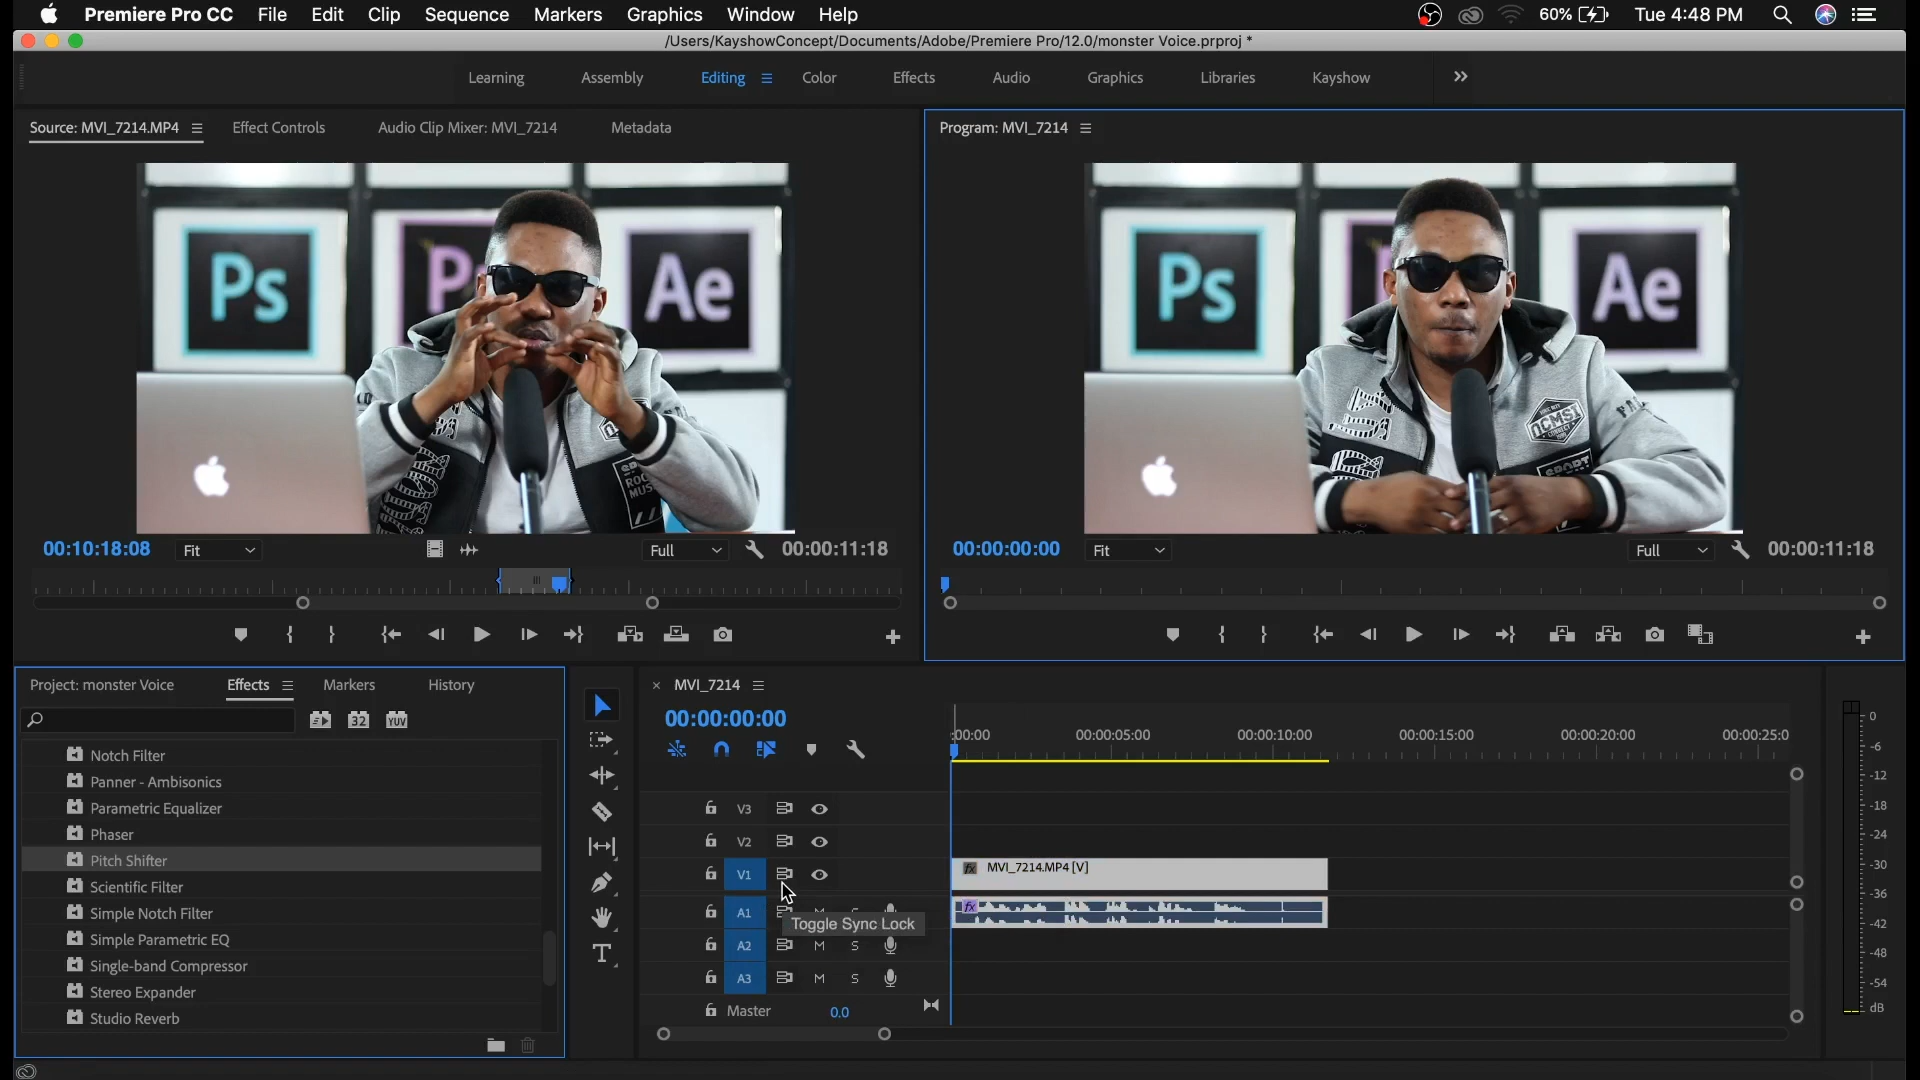 Premiere Pro CC File Edit Clip Sequence Markers Graphics Window Help 60% Tue 4:48 PM
/Users/KayshowConcept/Documents/Adobe/Premiere Pro/12.0/monster Voice.prproj *
Learning Assembly Editing Color Effects Audio Graphics Libraries Kayshow
Source: MVI_7214.MP4 Effect Controls Audio Clip Mixer: MVI_7214 Metadata
Program: MVI_7214
Ps Ae
Ps Ae
OCMSI
SPORT
00:10:18:08 Fit Full 00:00:11:18
00:00:00:00 Fit Full 00:00:11:18
Project: monster Voice Effects Markers History
32 YUV
Notch Filter
Panner - Ambisonics
Parametric Equalizer
Phaser
Pitch Shifter
Scientific Filter
Simple Notch Filter
Simple Parametric EQ
Single-band Compressor
Stereo Expander
Studio Reverb
× MVI_7214
00:00:00:00
:00:00 00:00:05:00 00:00:10:00 00:00:15:00 00:00:20:00 00:00:25:0
V3
V2
V1 fx MVI_7214.MP4 [V]
A1 fx
Toggle Sync Lock
A2 M S
A3 M S
Master 0.0
0
-6
-12
-18
-24
-30
-36
-42
-48
-54
dB